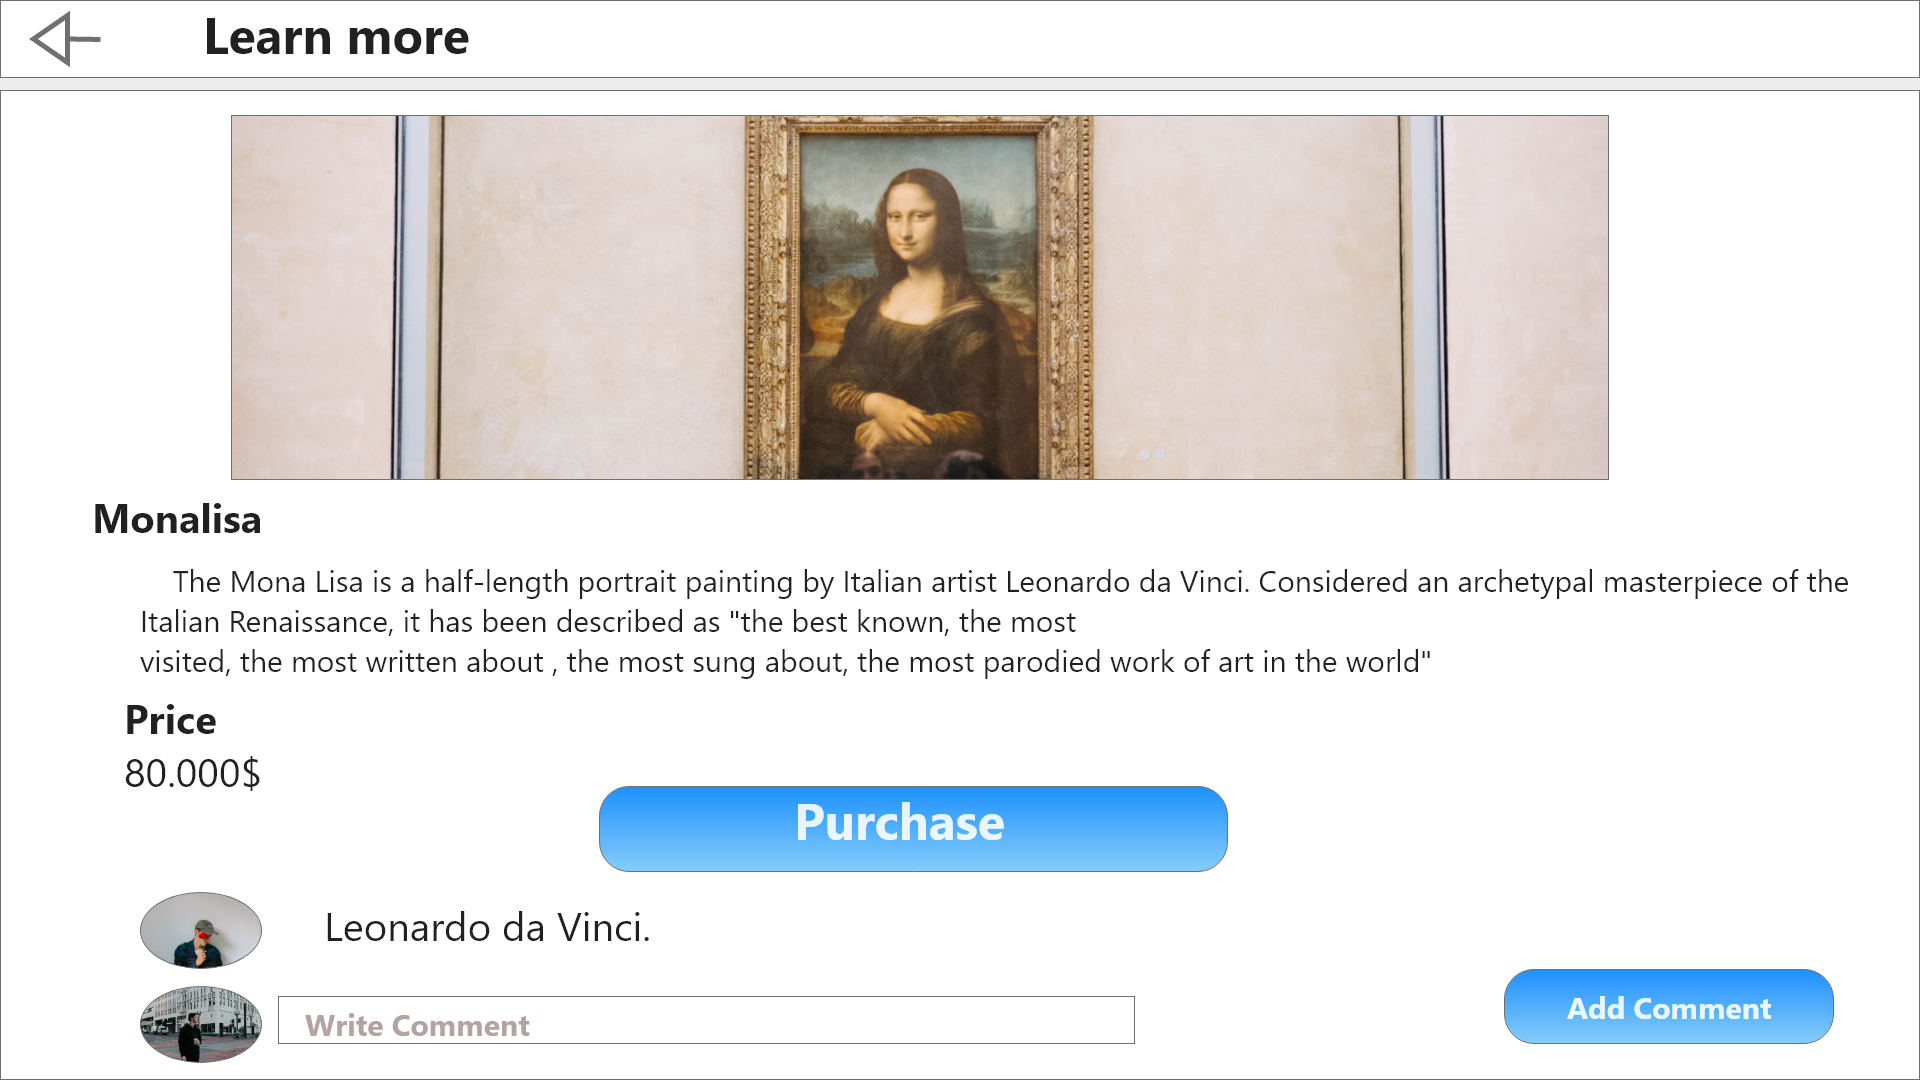 Learn more
Monalisa
The Mona Lisa is a half-length portrait painting by Italian artist Leonardo da Vinci. Considered an archetypal masterpiece of the
Italian Renaissance, it has been described as "the best known, the most
visited, the most written about , the most sung about, the most parodied work of art in the world"
Price
80.000$
Purchase
Leonardo da Vinci.
Write Comment
Add Comment